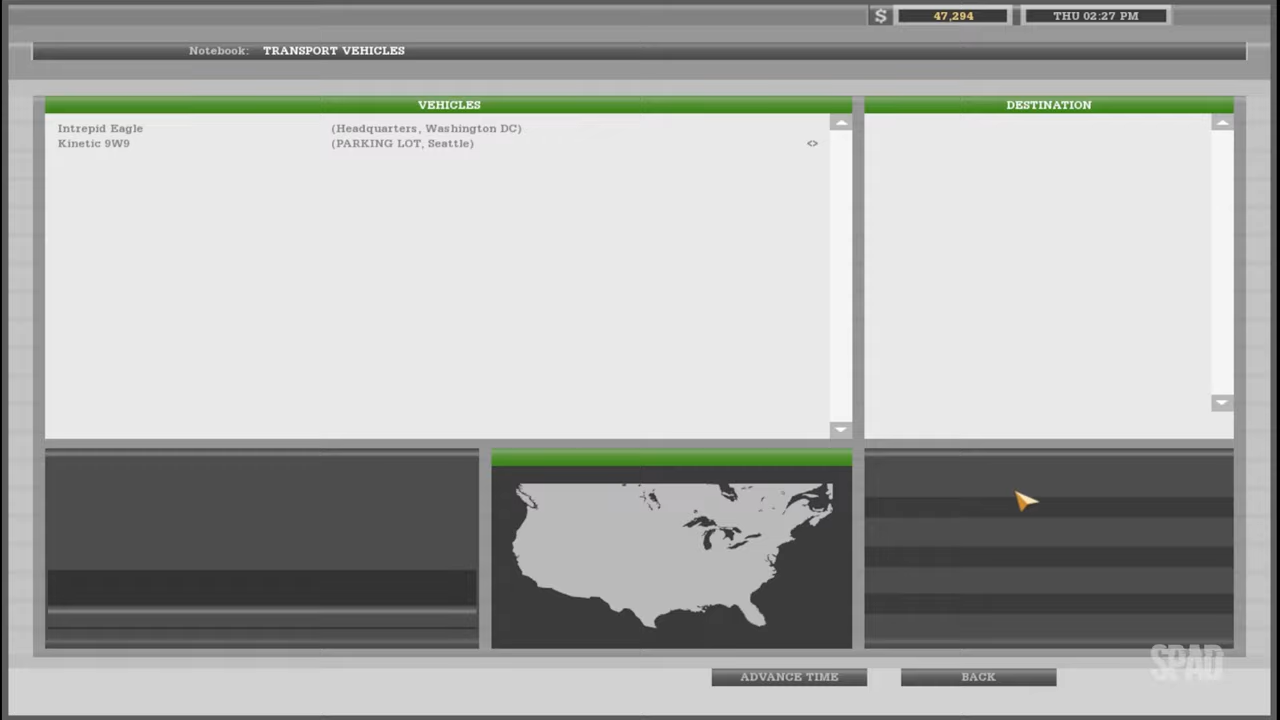 $ 47,294 THU 02:27 PM
Notebook: TRANSPORT VEHICLES
VEHICLES DESTINATION
Intrepid Eagle (Headquarters, Washington DC)
Kinetic 9W9 (PARKING LOT, Seattle) <>
SPAD
ADVANCE TIME BACK